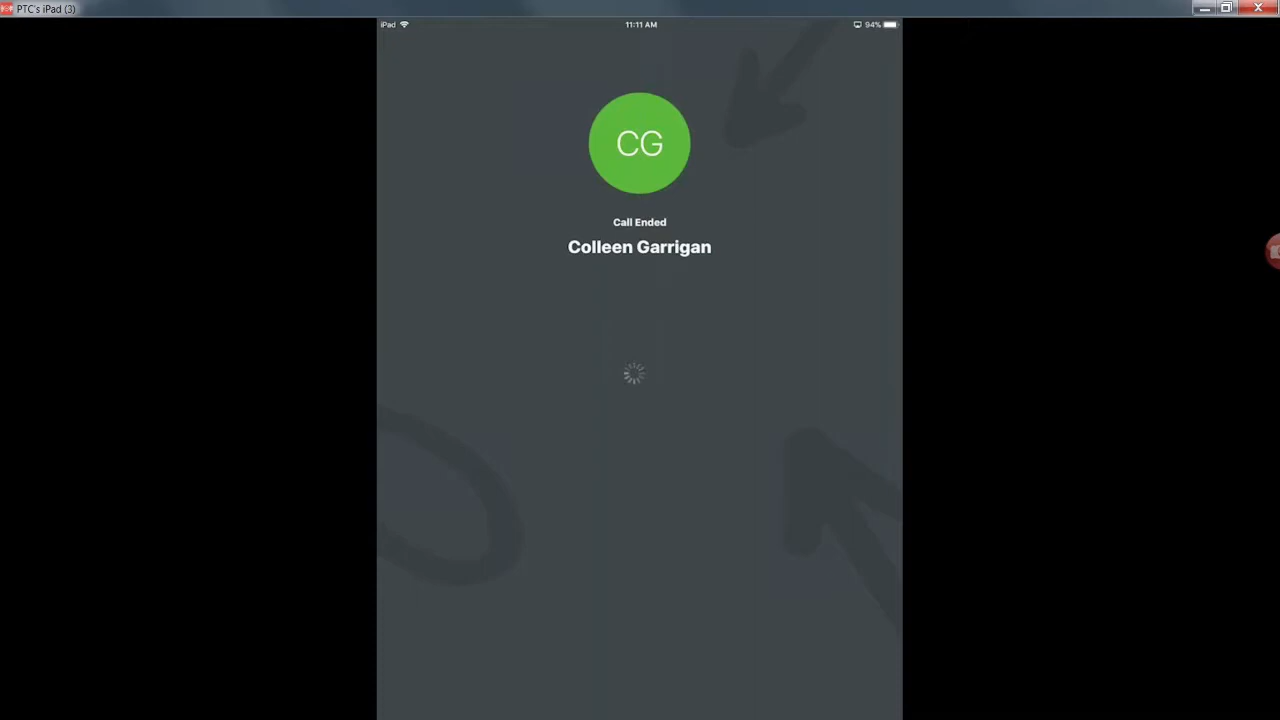 PTC's iPad (3)
iPad 11:11 AM 94%
CG
Call Ended
Colleen Garrigan